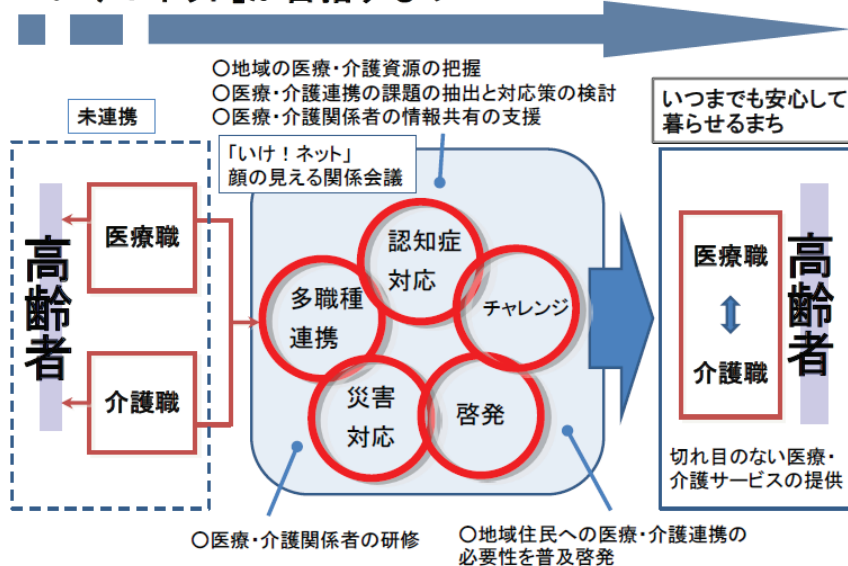 ○地域の医療・介護資源の把握
○医療・介護連携の課題の抽出と対応策の検討
○医療・介護関係者の情報共有の支援
未連携
高齢者
医療職
介護職
「いけ！ネット」
顔の見える関係会議
認知症
対応
多職種
連携
チャレンジ
災害
対応
啓発
いつまでも安心して
暮らせるまち
医療職
介護職
高齢者
切れ目のない医療・
介護サービスの提供
○医療・介護関係者の研修
○地域住民への医療・介護連携の
必要性を普及啓発